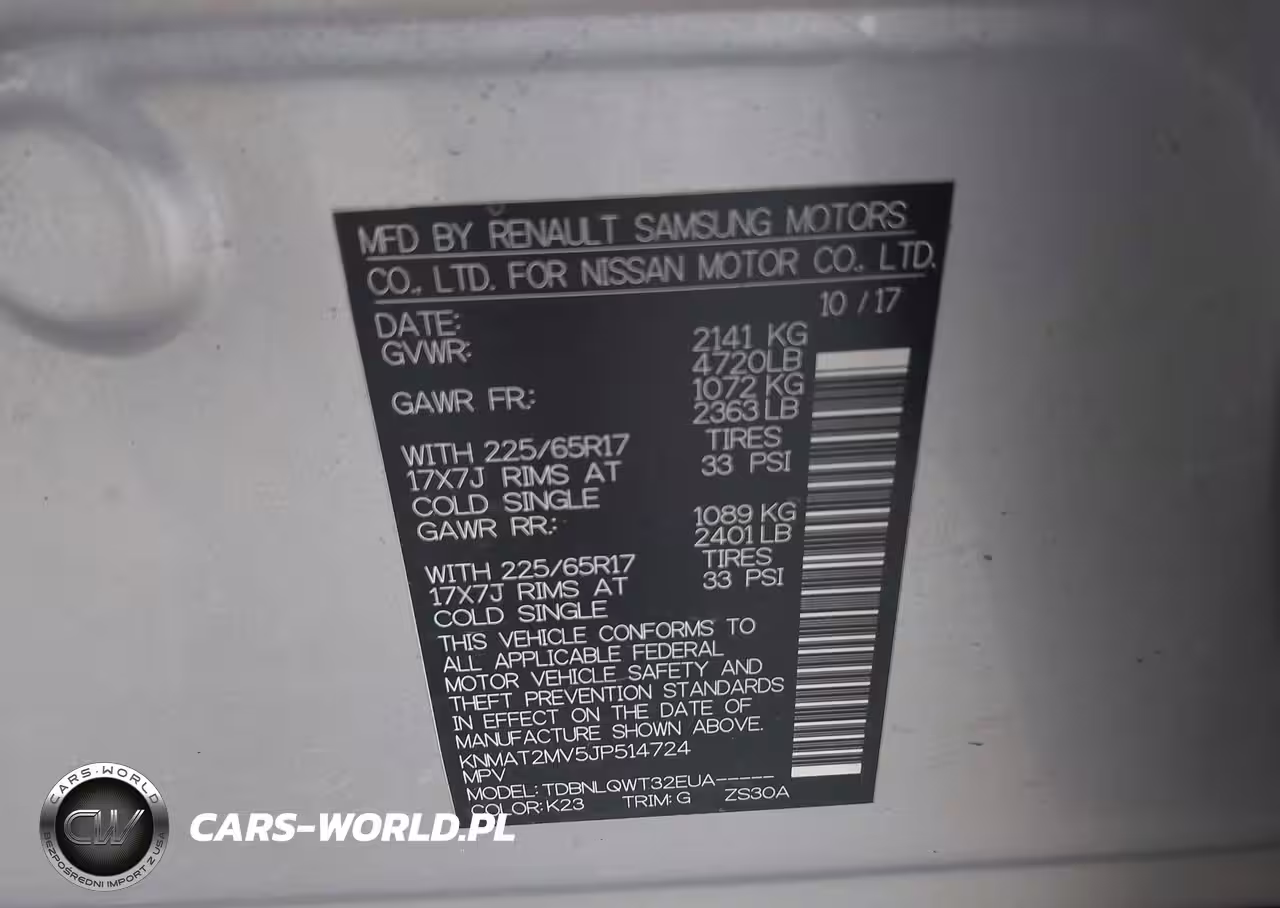 MFD BY RENAULT SAMSUNG MOTORS
CO., LTD. FOR NISSAN MOTOR CO., LTD.
DATE: 10 / 17
GVWR: 2141 KG
4720LB
GAWR FR: 1072 KG
2363 LB
WITH 225/65R17 TIRES
17X7J RIMS AT 33 PSI
COLD SINGLE
GAWR RR: 1089 KG
2401 LB
WITH 225/65R17 TIRES
17X7J RIMS AT 33 PSI
COLD SINGLE
THIS VEHICLE CONFORMS TO
ALL APPLICABLE FEDERAL
MOTOR VEHICLE SAFETY AND
THEFT PREVENTION STANDARDS
IN EFFECT ON THE DATE OF
MANUFACTURE SHOWN ABOVE.
KNMAT2MV5JP514724
MPV
MODEL: TDBNLQWT32EUA-----
COLOR: K23 TRIM: G ZS30A
CARS-WORLD
CW
BEZPOŚREDNI IMPORT Z USA
CARS-WORLD.PL